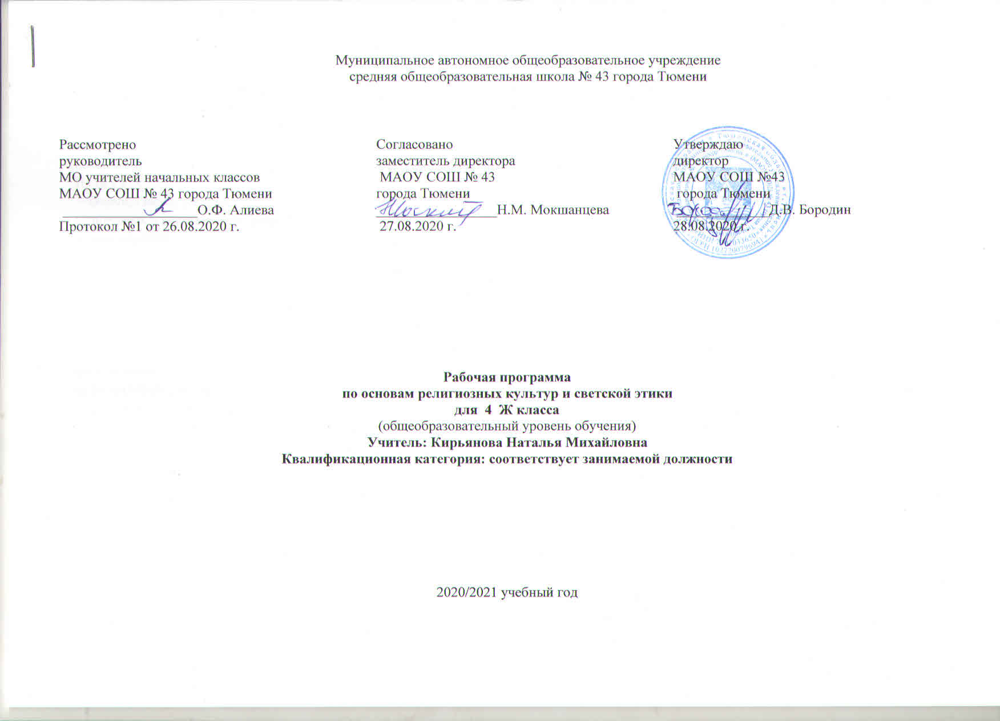 Муниципальное автономное общеобразовательное учреждение
средняя общеобразовательная школа № 43 города Тюмени
Рассмотрено
руководитель
МО учителей начальных классов
МАОУ СОШ № 43 города Тюмени
О.Ф. Алиева
Протокол №1 от 26.08.2020 г.
Согласовано
заместитель директора
МАОУ СОШ № 43
города Тюмени
Н.М. Мокшанцева
27.08.2020 г.
Утверждаю
директор
МАОУ СОШ №43
города Тюмени
Д.В. Бородин
28.08.2020 г.
Рабочая программа
по основам религиозных культур и светской этики
для 4 Ж класса
(общеобразовательный уровень обучения)
Учитель: Кирьянова Наталья Михайловна
Квалификационная категория: соответствует занимаемой должности
2020/2021 учебный год